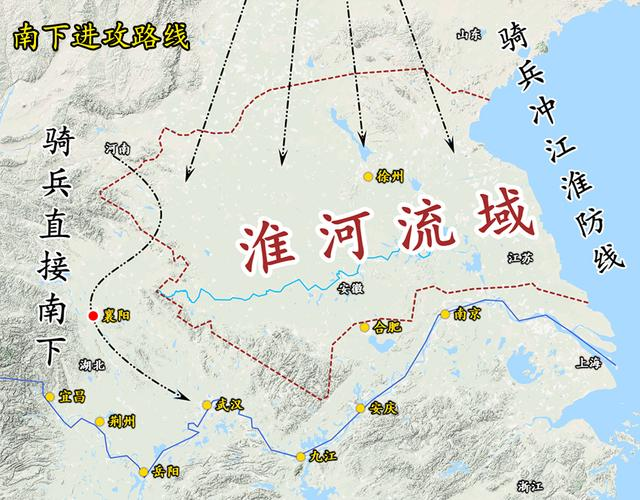 南下进攻路线
山东
骑兵冲江淮防线
骑兵直接南下
河南
徐州
淮河流域
江苏
安徽
襄阳
南京
合肥
湖北
上海
宜昌
武汉
安庆
荆州
九江
岳阳
浙江